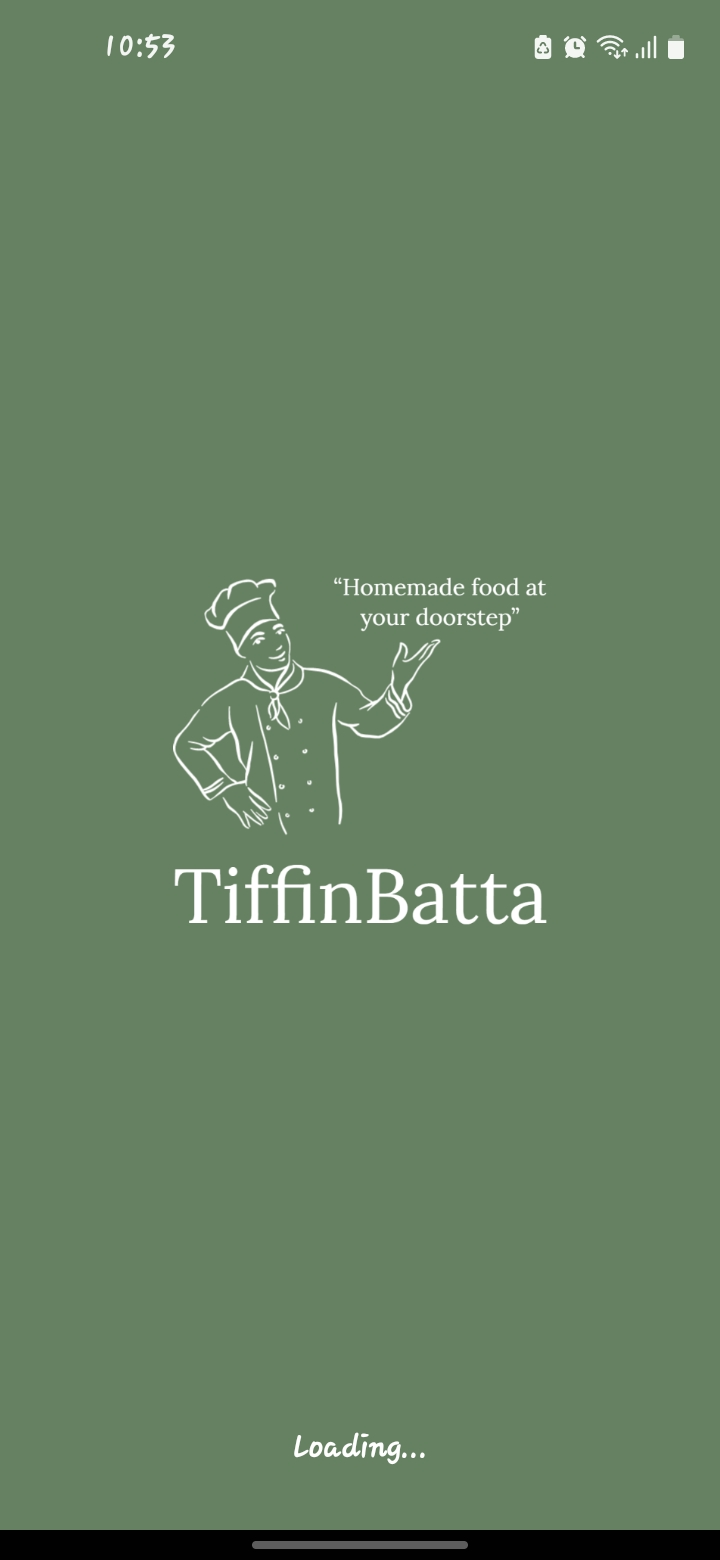 10:53
“Homemade food at
your doorstep”
TiffinBatta
Loading...